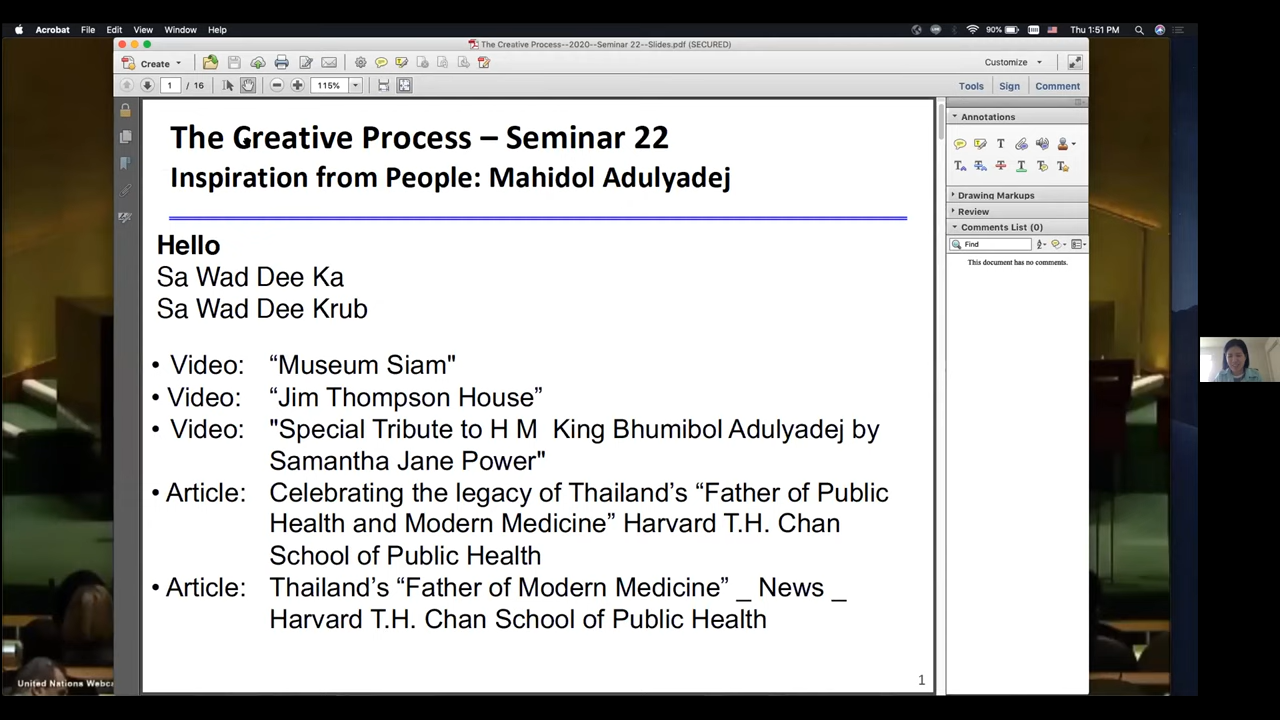 Acrobat File Edit View Window Help 90% Thu 1:51 PM
The Creative Process--2020--Seminar 22--Slides.pdf (SECURED)
Create Customize
1 / 16 115% Tools Sign Comment
Annotations
Drawing Markups
Review
Comments List (0)
Find
This document has no comments.
The Creative Process – Seminar 22
Inspiration from People: Mahidol Adulyadej
Hello
Sa Wad Dee Ka
Sa Wad Dee Krub
• Video: “Museum Siam"
• Video: “Jim Thompson House”
• Video: "Special Tribute to H M King Bhumibol Adulyadej by
Samantha Jane Power"
• Article: Celebrating the legacy of Thailand’s “Father of Public
Health and Modern Medicine” Harvard T.H. Chan
School of Public Health
• Article: Thailand’s “Father of Modern Medicine” _ News _
Harvard T.H. Chan School of Public Health
1
United Nations Webca